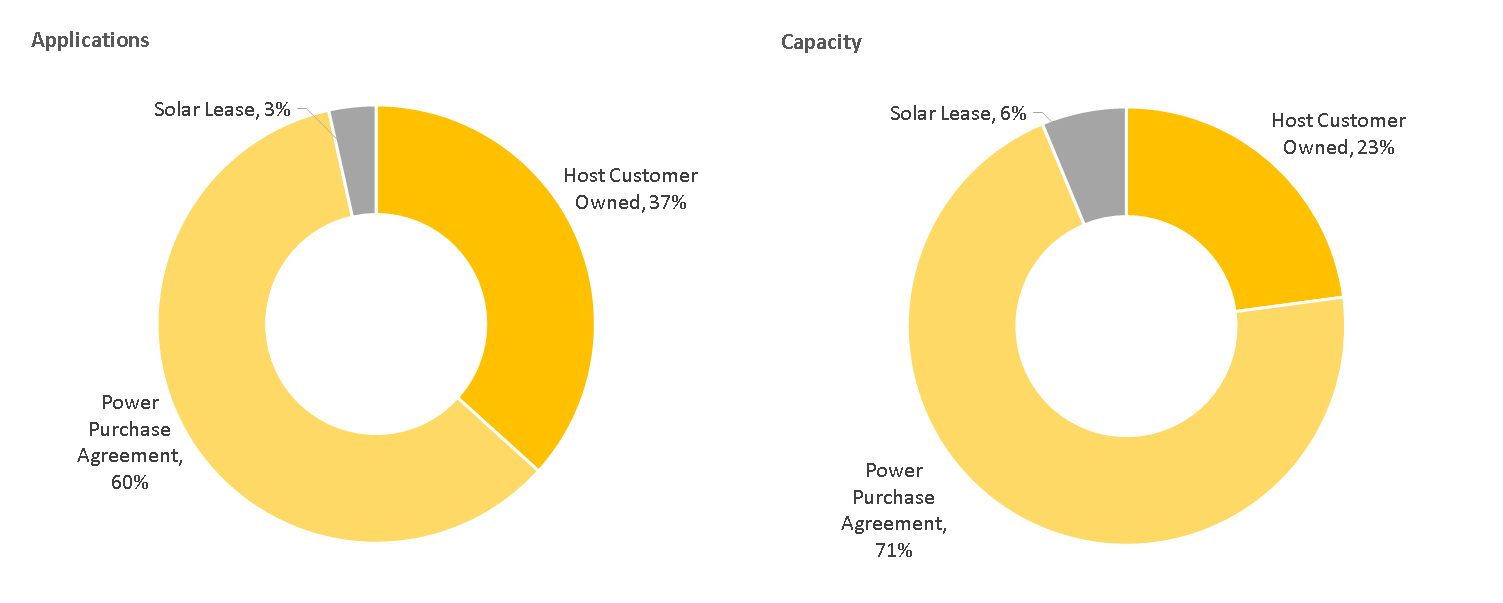 Applications
Solar Lease, 3%
Host Customer
Owned, 37%
Power
Purchase
Agreement,
60%
Capacity
Solar Lease, 6%
Host Customer
Owned, 23%
Power
Purchase
Agreement,
71%